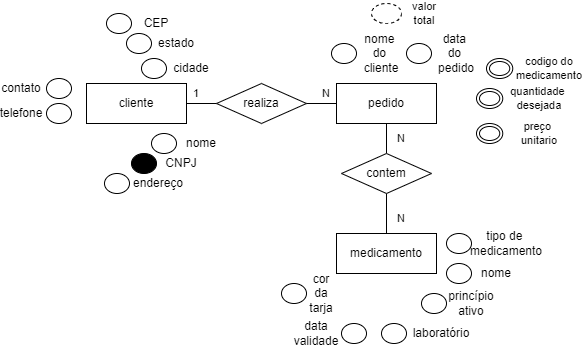 valor
total
CEP
estado
cidade
nome
do
cliente
data
do
pedido
codigo do
medicamento
quantidade
desejada
preço
unitario
contato
telefone
cliente
1
realiza
N
pedido
nome
CNPJ
endereço
N
contem
N
medicamento
tipo de
medicamento
nome
princípio
ativo
cor
da
tarja
data
validade
laboratório